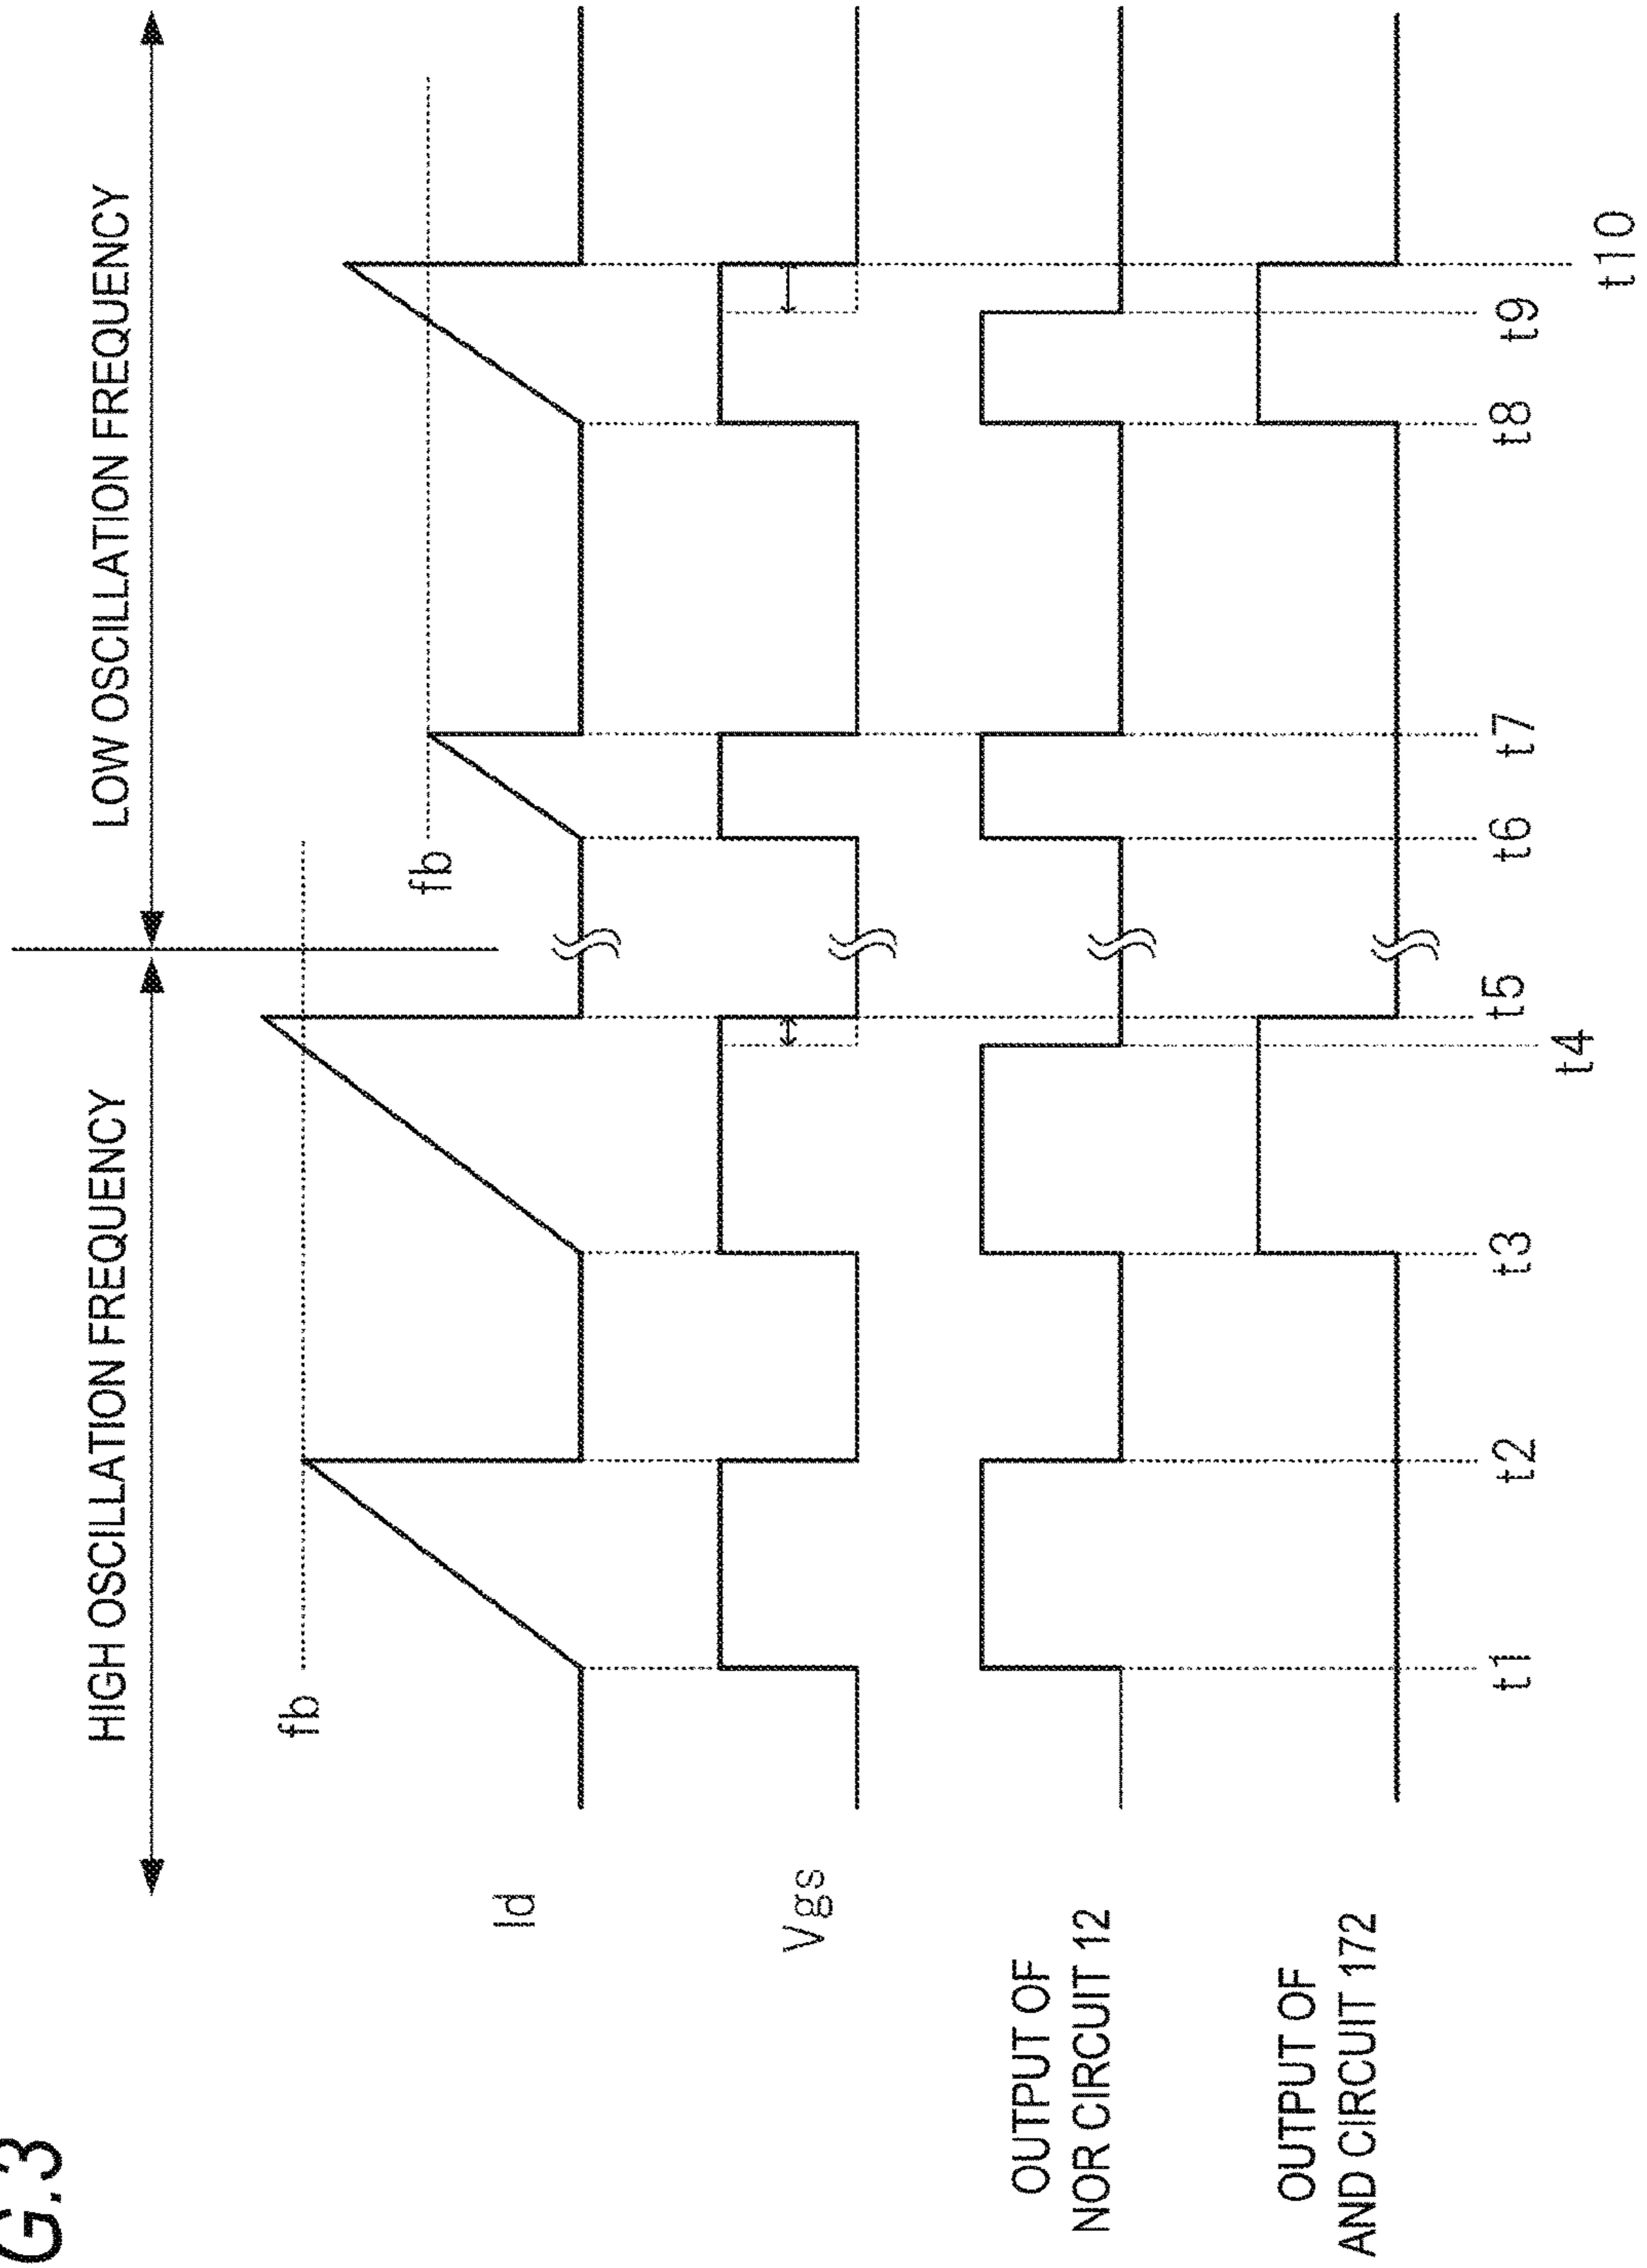 G.3
HIGH OSCILLATION FREQUENCY
LOW OSCILLATION FREQUENCY
fb
fb
Id
Vgs
OUTPUT OF
NOR CIRCUIT 12
OUTPUT OF
AND CIRCUIT 172
t1
t2
t3
t4
t5
t6
t7
t8
t9
t10